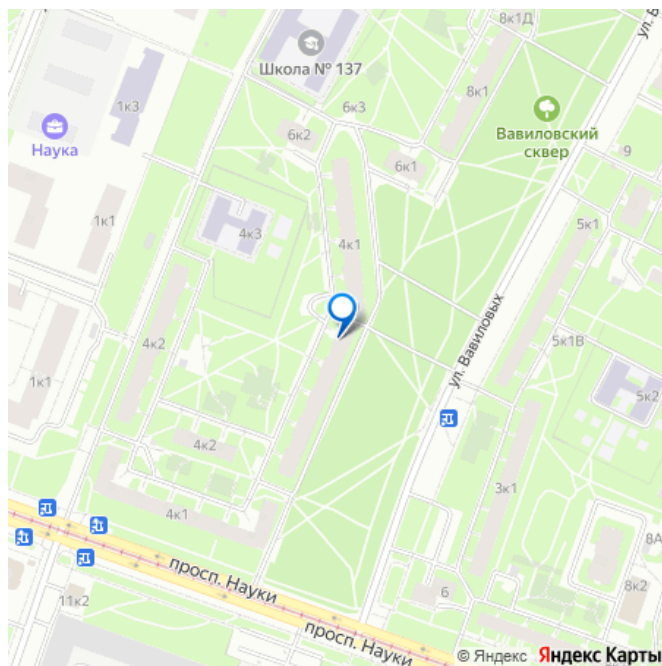 8к1Д
ул. В
Школа № 137
8к1
1к3
6к3
6к2
Вавиловский
сквер
Наука
6к1
9
1к1
4к3
4к1
5к1
ул. Вавиловых
4к2
5к1В
1к1
5к2
4к2
3к1
4к1
8А
просп. Науки
6
8к2
11к2
просп. Науки
© Яндекс Яндекс Карты